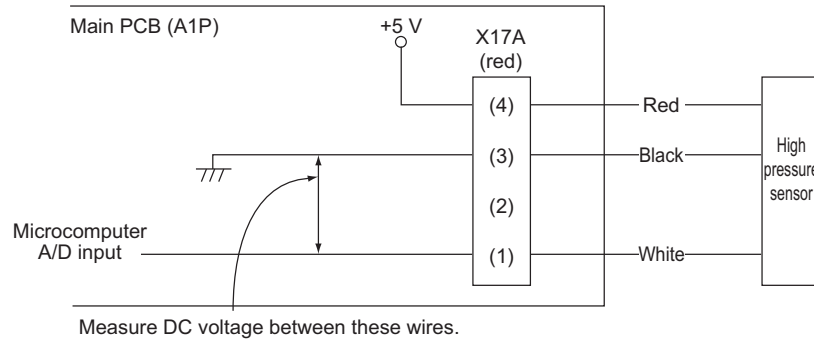 Main PCB (A1P)
+5 V
X17A
(red)
(4)
Red
(3)
Black
High
pressure
sensor
(2)
Microcomputer
A/D input
(1)
White
Measure DC voltage between these wires.